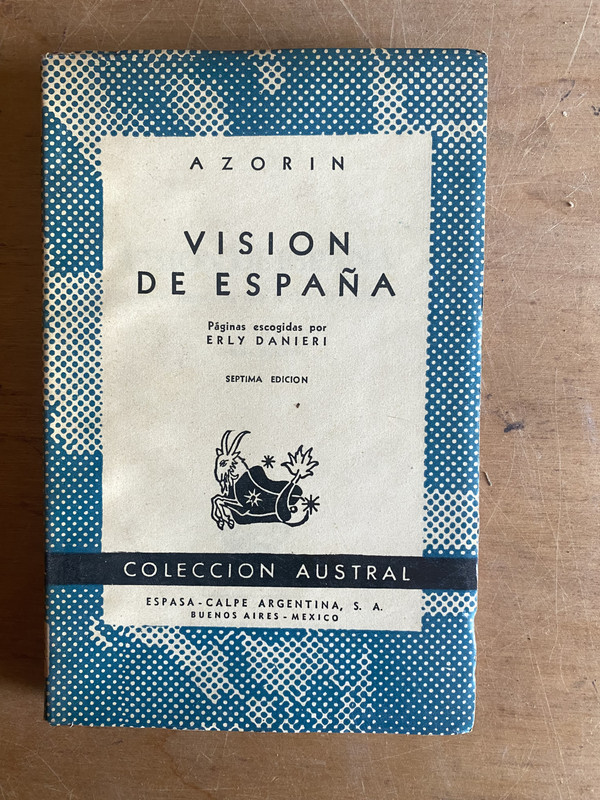 AZORIN
VISION
DE ESPAÑA
Páginas escogidas por
ERLY DANIERI
SEPTIMA EDICION
COLECCION AUSTRAL
ESPASA-CALPE ARGENTINA, S. A.
BUENOS AIRES-MEXICO